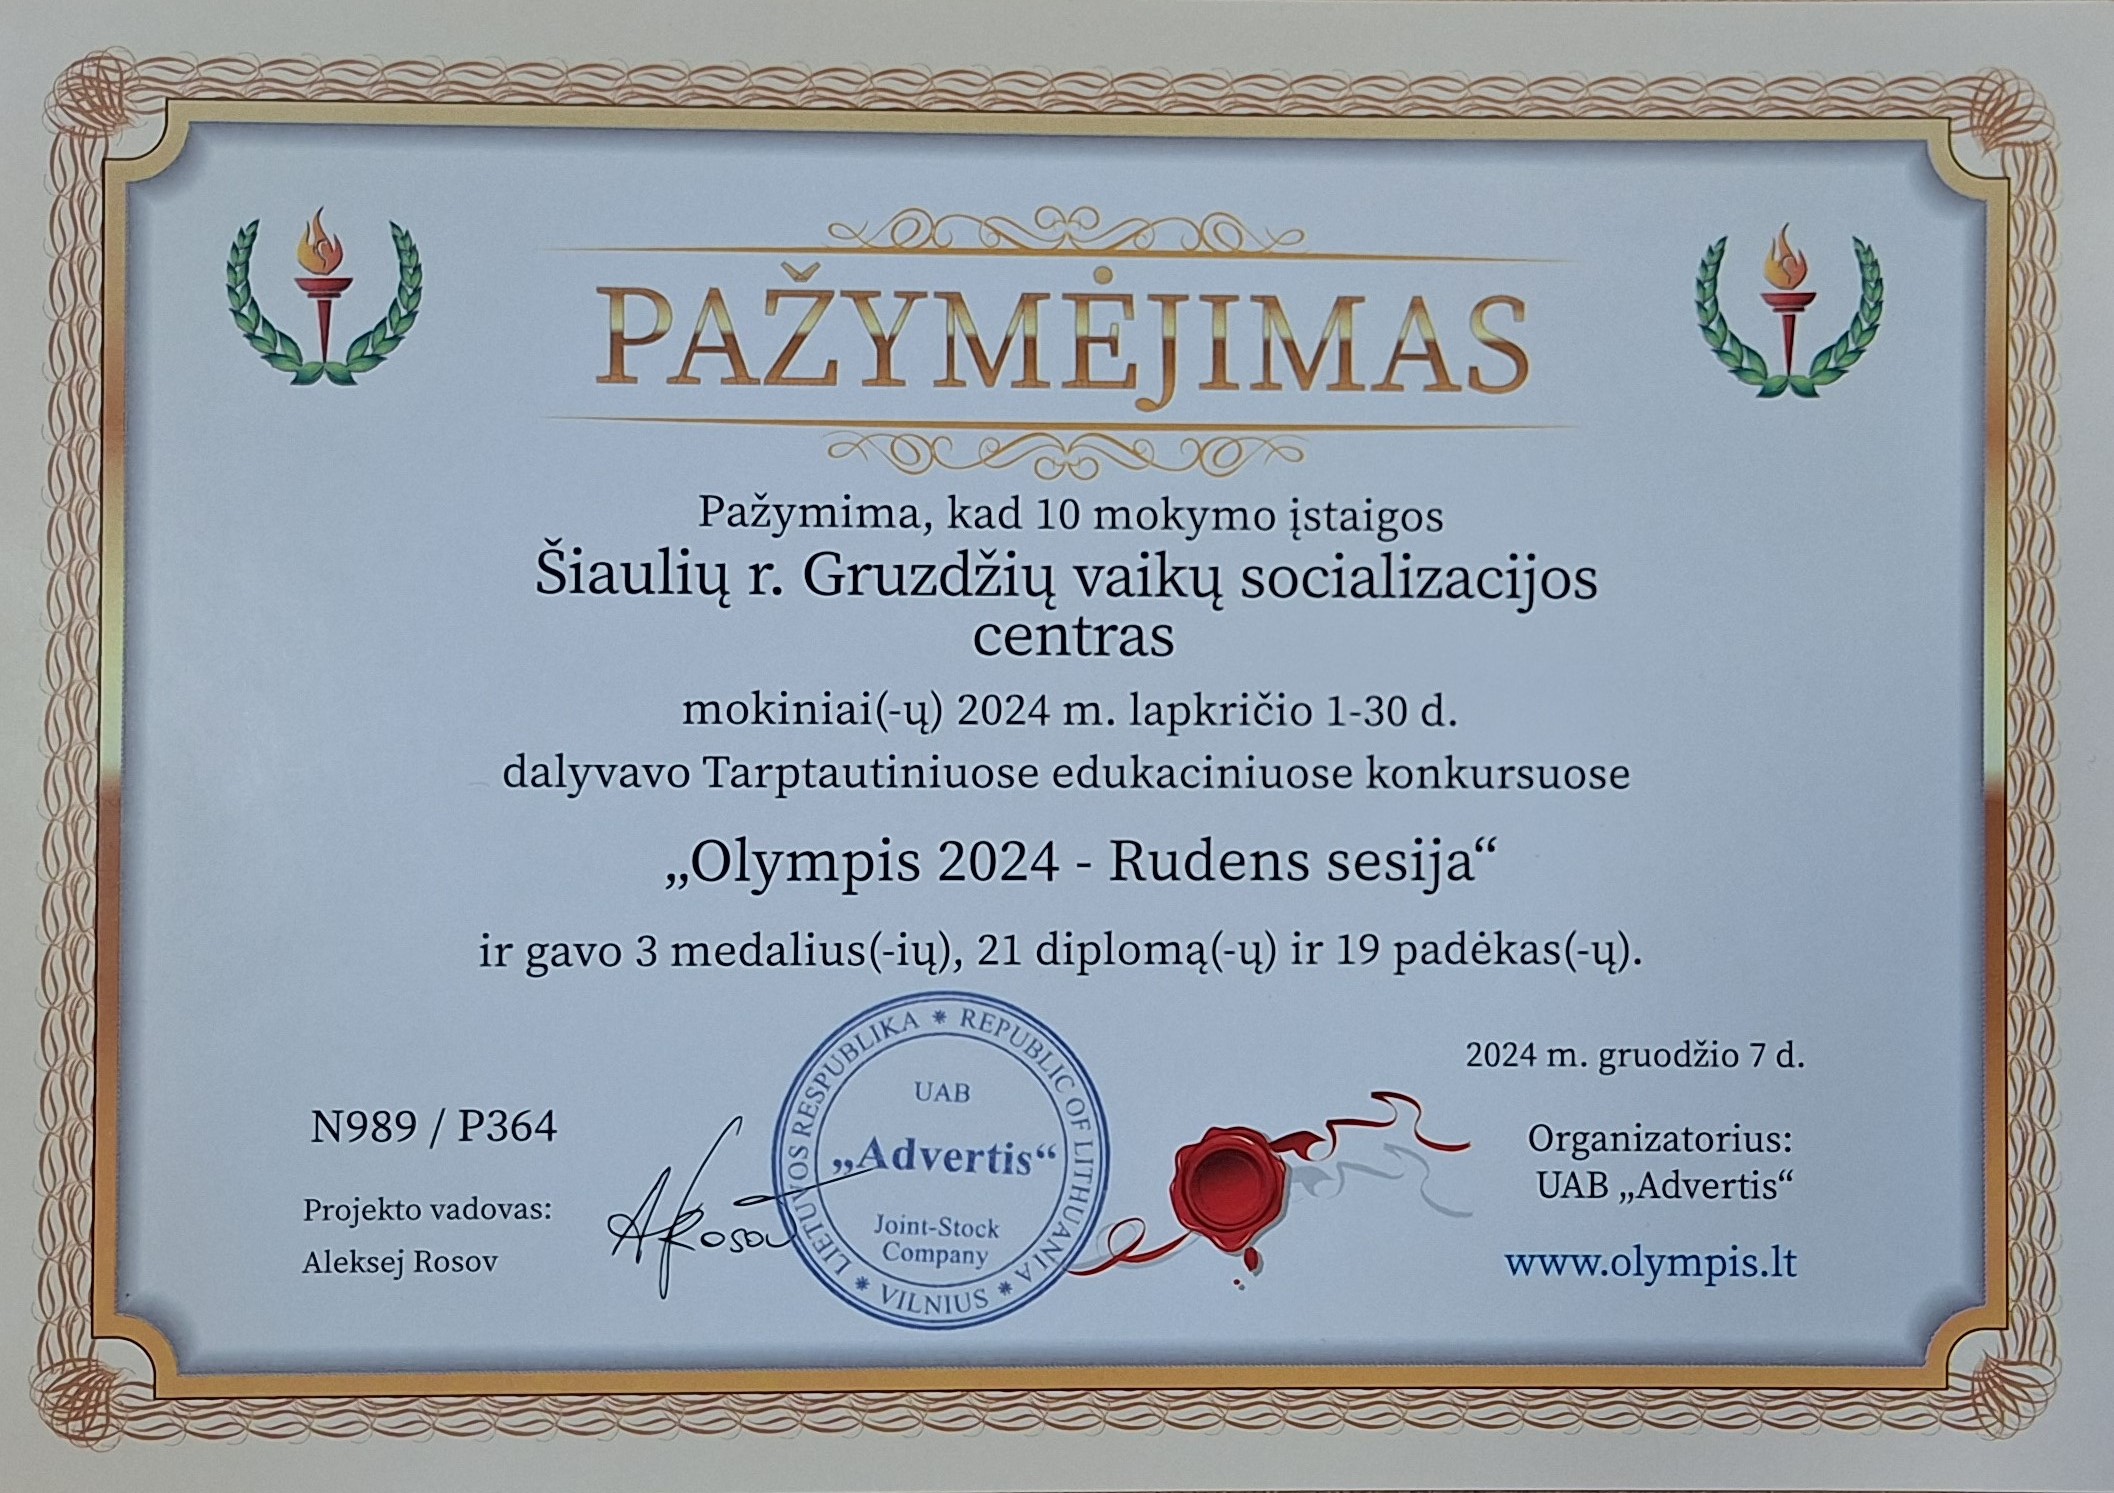 PAŽYMĖJIMAS
Pažymima, kad 10 mokymo įstaigos
Šiaulių r. Gruzdžių vaikų socializacijos
centras
mokiniai(-ų) 2024 m. lapkričio 1-30 d.
dalyvavo Tarptautiniuose edukaciniuose konkursuose
„Olympis 2024 - Rudens sesija“
ir gavo 3 medalius(-ių), 21 diplomą(-ų) ir 19 padėkas(-ų).
N989 / P364
Projekto vadovas:
Aleksej Rosov
ARosov
LIETUVOS RESPUBLIKA * REPUBLIC OF LITHUANIA * VILNIUS *
UAB
„Advertis“
Joint-Stock
Company
2024 m. gruodžio 7 d.
Organizatorius:
UAB „Advertis“
www.olympis.lt